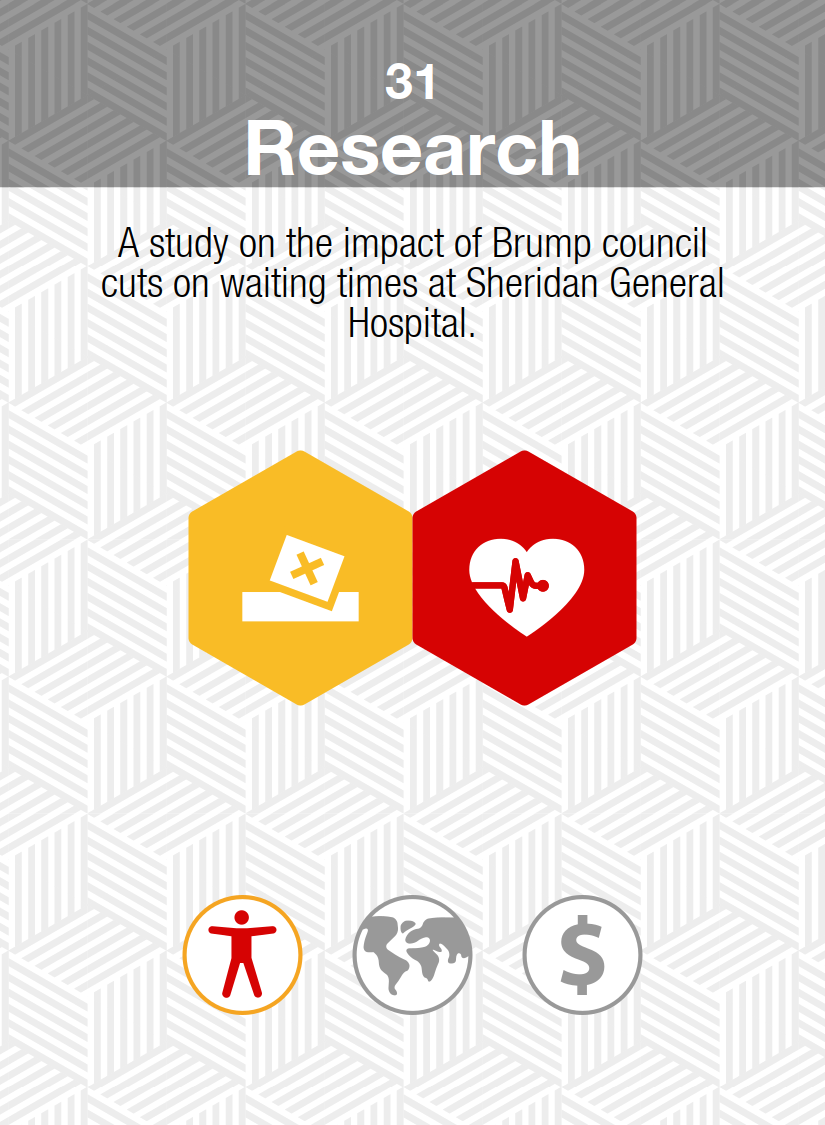 31
Research
A study on the impact of Brump council
cuts on waiting times at Sheridan General
Hospital.
$